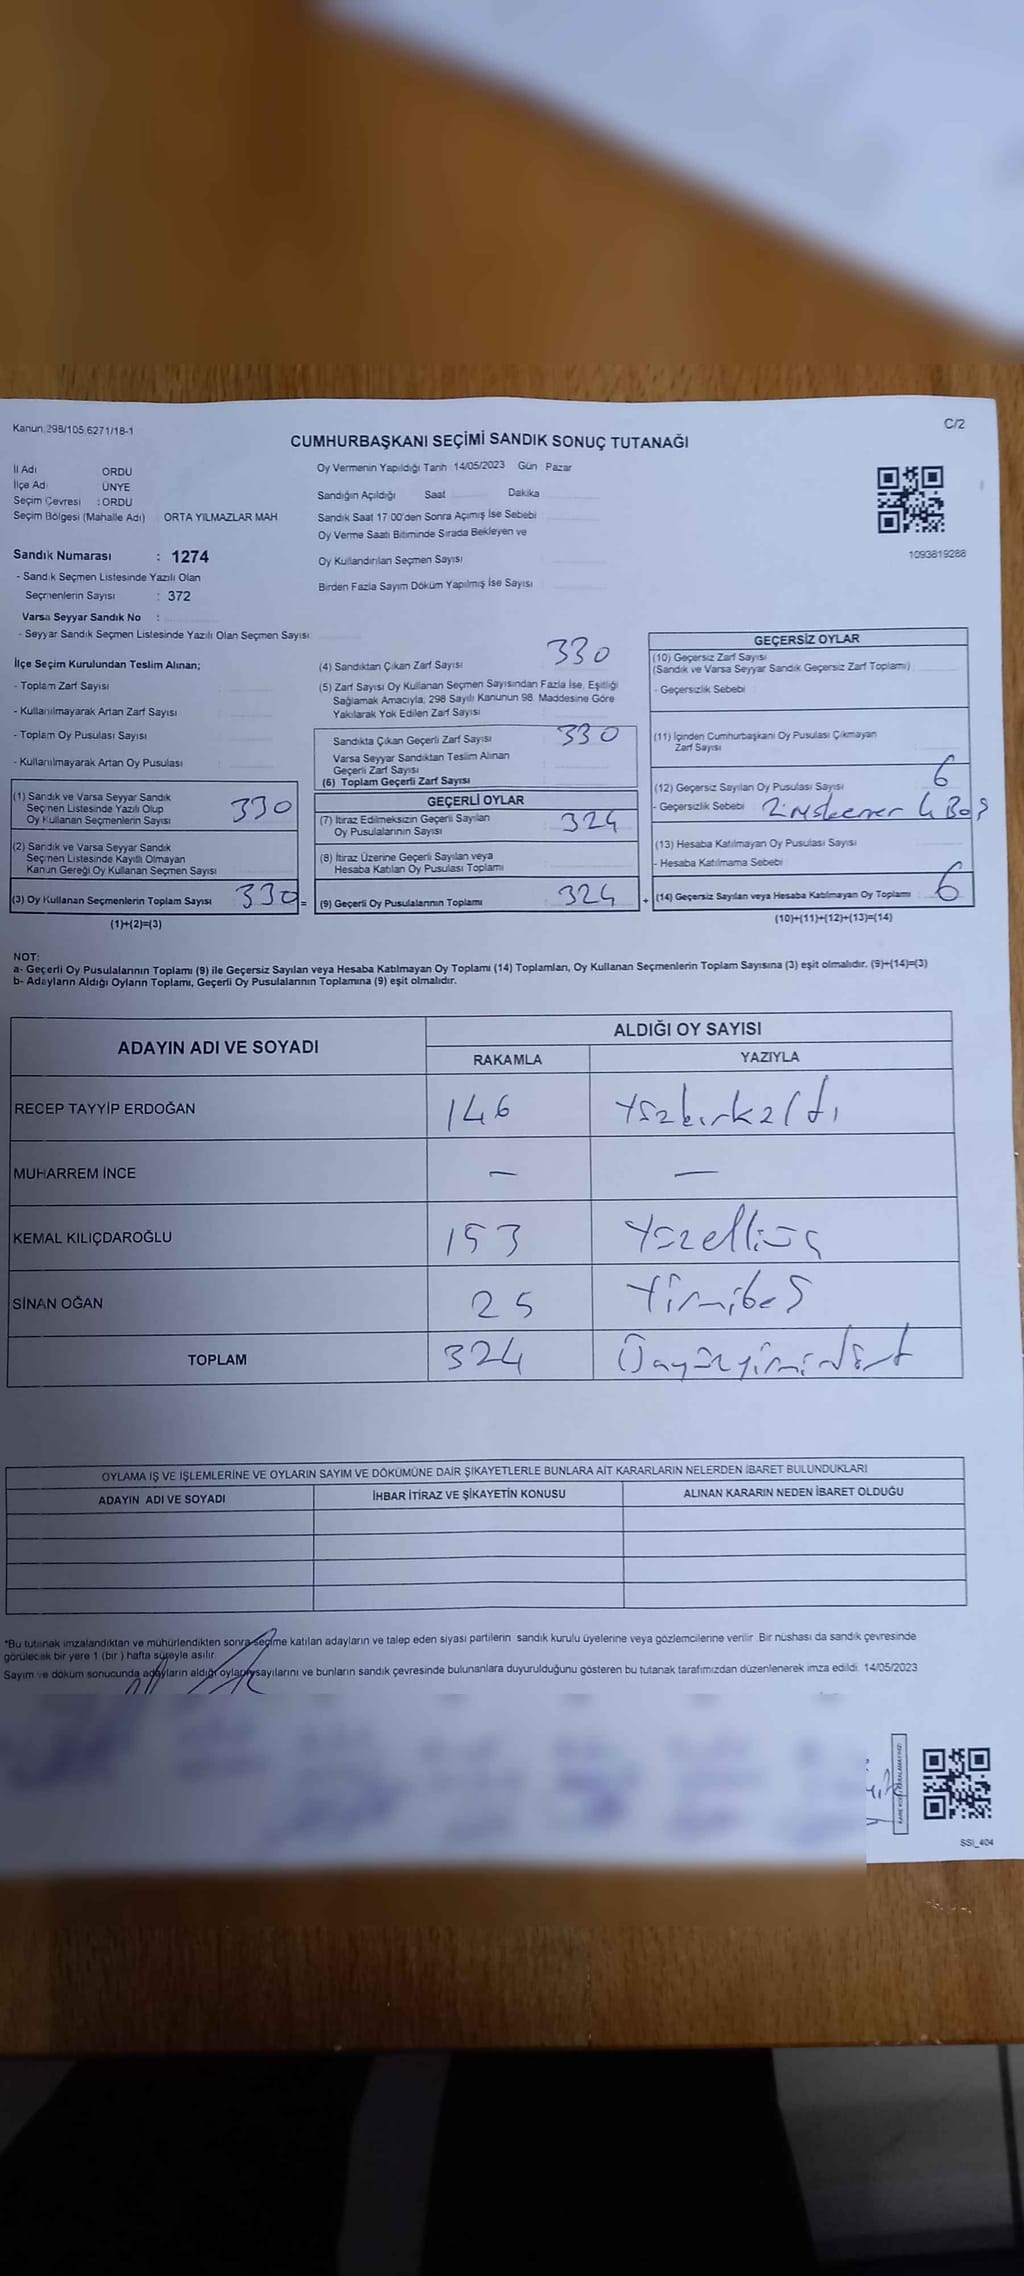 Kanun 298/105 6271/18-1
C/2
CUMHURBAŞKANI SEÇİMİ SANDIK SONUÇ TUTANAĞI
İl Adı ORDU
İlçe Adı ÜNYE
Seçim Çevresi : ORDU
Seçim Bölgesi (Mahalle Adı) ORTA YILMAZLAR MAH
Oy Vermenin Yapıldığı Tarih 14/05/2023 Gün Pazar
Sandığın Açıldığı Saat Dakika
Sandık Saat 17 00'den Sonra Açılmış İse Sebebi
Oy Verme Saati Bitiminde Sırada Bekleyen ve
Oy Kullandırılan Seçmen Sayısı
Birden Fazla Sayım Döküm Yapılmış İse Sayısı
1093819288
Sandık Numarası : 1274
- Sandık Seçmen Listesinde Yazılı Olan
Seçmenlerin Sayısı : 372
Varsa Seyyar Sandık No :
- Seyyar Sandık Seçmen Listesinde Yazılı Olan Seçmen Sayısı:
İlçe Seçim Kurulundan Teslim Alınan;
- Toplam Zarf Sayısı
- Kullanılmayarak Artan Zarf Sayısı
- Toplam Oy Pusulası Sayısı
- Kullanılmayarak Artan Oy Pusulası
(1) Sandık ve Varsa Seyyar Sandık
Seçmen Listesinde Yazılı Olup
Oy Kullanan Seçmenlerin Sayısı 330
(2) Sandık ve Varsa Seyyar Sandık
Seçmen Listesinde Kayıtlı Olmayan
Kanun Gereği Oy Kullanan Seçmen Sayısı
(3) Oy Kullanan Seçmenlerin Toplam Sayısı 330 =
(1)+(2)=(3)
(4) Sandıktan Çıkan Zarf Sayısı 330
(5) Zarf Sayısı Oy Kullanan Seçmen Sayısından Fazla İse, Eşitliği
Sağlamak Amacıyla, 298 Sayılı Kanunun 98. Maddesine Göre
Yakılarak Yok Edilen Zarf Sayısı
Sandıkta Çıkan Geçerli Zarf Sayısı 330
Varsa Seyyar Sandıktan Teslim Alınan
Geçerli Zarf Sayısı
(6) Toplam Geçerli Zarf Sayısı
GEÇERLİ OYLAR
(7) İtiraz Edilmeksizin Geçerli Sayılan
Oy Pusulalarının Sayısı 324
(8) İtiraz Üzerine Geçerli Sayılan veya
Hesaba Katılan Oy Pusulası Toplamı
(9) Geçerli Oy Pusulalarının Toplamı 324 +
GEÇERSİZ OYLAR
(10) Geçersiz Zarf Sayısı
(Sandık ve Varsa Seyyar Sandık Geçersiz Zarf Toplamı)
- Geçersizlik Sebebi
(11) İçinden Cumhurbaşkanı Oy Pusulası Çıkmayan
Zarf Sayısı
(12) Geçersiz Sayılan Oy Pusulası Sayısı 6
- Geçersizlik Sebebi 4 Boş
(13) Hesaba Katılmayan Oy Pusulası Sayısı
- Hesaba Katılmama Sebebi
(14) Geçersiz Sayılan veya Hesaba Katılmayan Oy Toplamı 6
(10)+(11)+(12)+(13)=(14)
NOT:
a- Geçerli Oy Pusulalarının Toplamı (9) ile Geçersiz Sayılan veya Hesaba Katılmayan Oy Toplamı (14) Toplamları, Oy Kullanan Seçmenlerin Toplam Sayısına (3) eşit olmalıdır. (9)+(14)=(3)
b- Adayların Aldığı Oyların Toplamı, Geçerli Oy Pusulalarının Toplamına (9) eşit olmalıdır.
ADAYIN ADI VE SOYADI
ALDIĞI OY SAYISI
RAKAMLA YAZIYLA
RECEP TAYYİP ERDOĞAN 146 Yüzkırkaltı
MUHARREM İNCE — —
KEMAL KILIÇDAROĞLU 153 Yüzelliüç
SİNAN OĞAN 25 Yirmibeş
TOPLAM 324 Üçyüzyirmidört
OYLAMA İŞ VE İŞLEMLERİNE VE OYLARIN SAYIM VE DÖKÜMÜNE DAİR ŞİKAYETLERLE BUNLARA AİT KARARLARIN NELERDEN İBARET BULUNDUKLARI
ADAYIN ADI VE SOYADI İHBAR İTİRAZ VE ŞİKAYETİN KONUSU ALINAN KARARIN NEDEN İBARET OLDUĞU
*Bu tutanak imzalandıktan ve mühürlendikten sonra seçime katılan adayların ve talep eden siyasi partilerin sandık kurulu üyelerine veya gözlemcilerine verilir. Bir nüshası da sandık çevresinde
görülecek bir yere 1 (bir ) hafta süreyle asılır.
Sayım ve döküm sonucunda adayların aldığı oyların sayılarını ve bunların sandık çevresinde bulunanlara duyurulduğunu gösteren bu tutanak tarafımızdan düzenlenerek imza edildi. 14/05/2023
SSI_404